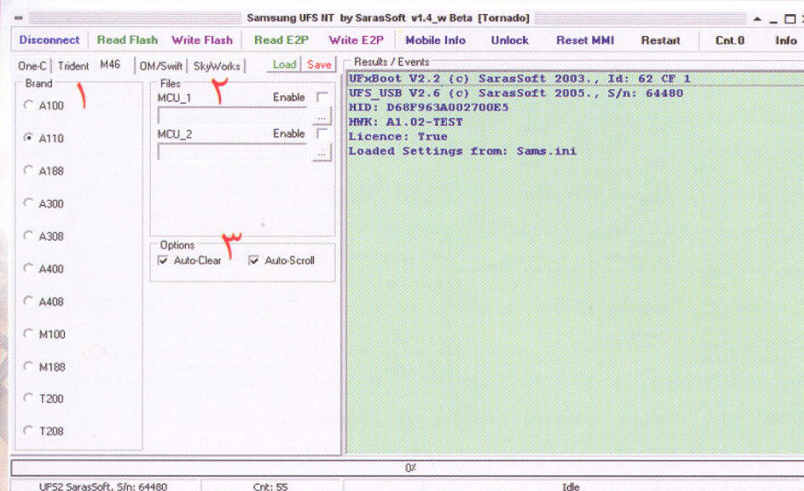 Samsung UFS NT by SarasSoft v1.4_w Beta [Tornado]
Disconnect Read Flash Write Flash Read E2P Write E2P Mobile Info Unlock Reset MMI Restart Cnt.0 Info
One-C Trident M46 OM/Swift SkyWorks Load Save
Brand
۱
A100
A110
A188
A300
A308
A400
A408
M100
M188
T200
T208
Files
۲
MCU_1 Enable
...
MCU_2 Enable
...
Options
۳
Auto-Clear Auto-Scroll
Results / Events
UFxBoot V2.2 (c) SarasSoft 2003., Id: 62 CF 1
UFS_USB V2.6 (c) SarasSoft 2005., S/n: 64480
HID: D68F963A002700E5
HWK: A1.02-TEST
Licence: True
Loaded Settings from: Sams.ini
0%
UFS2 SarasSoft, S/n: 64480 Cnt: 55 Idle